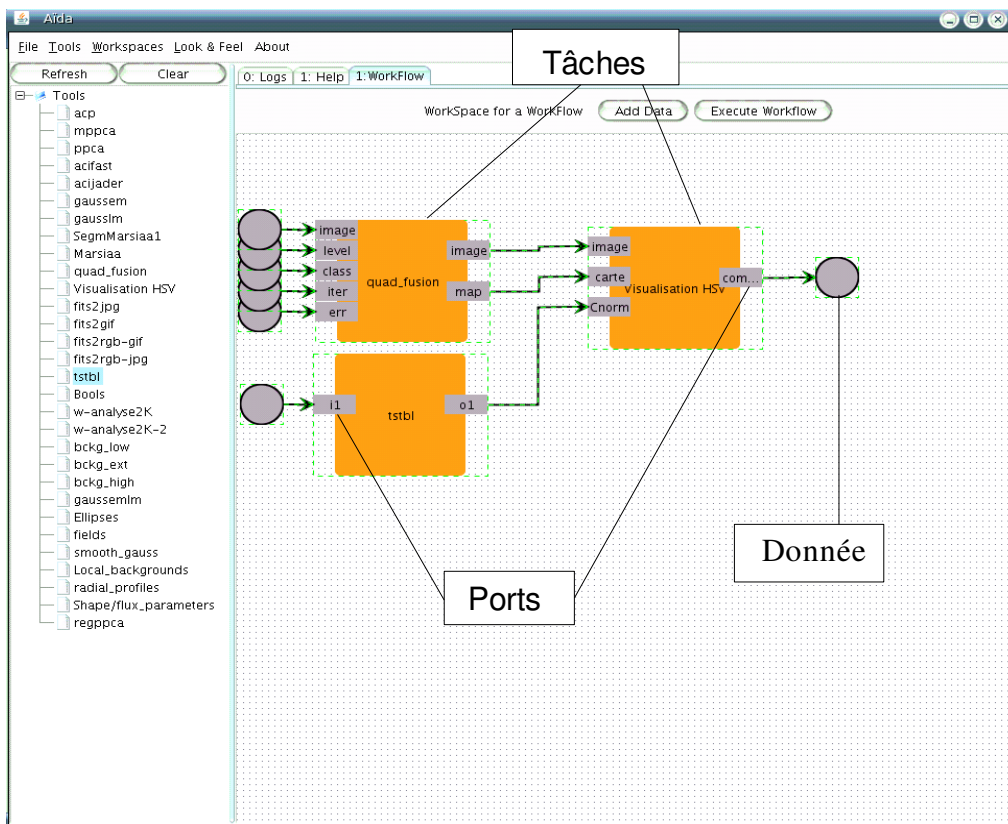 Aïda
File Tools Workspaces Look & Feel About
Refresh Clear
0: Logs 1: Help 1:WorkFlow
Tools
acp
mppca
ppca
acifast
acijader
gaussem
gausslm
SegmMarsiaa1
Marsiaa
quad_fusion
Visualisation HSV
fits2jpg
fits2gif
fits2rgb-gif
fits2rgb-jpg
tstbl
Bools
w-analyse2K
w-analyse2K-2
bckg_low
bckg_ext
bckg_high
gaussemlm
Ellipses
fields
smooth_gauss
Local_backgrounds
radial_profiles
Shape/flux_parameters
regppca
WorkSpace for a WorkFlow Add Data Execute Workflow
Tâches
image
level
class
iter
err
quad_fusion
image
map
i1
tstbl
o1
image
carte
Cnorm
Visualisation HSV
com...
Donnée
Ports